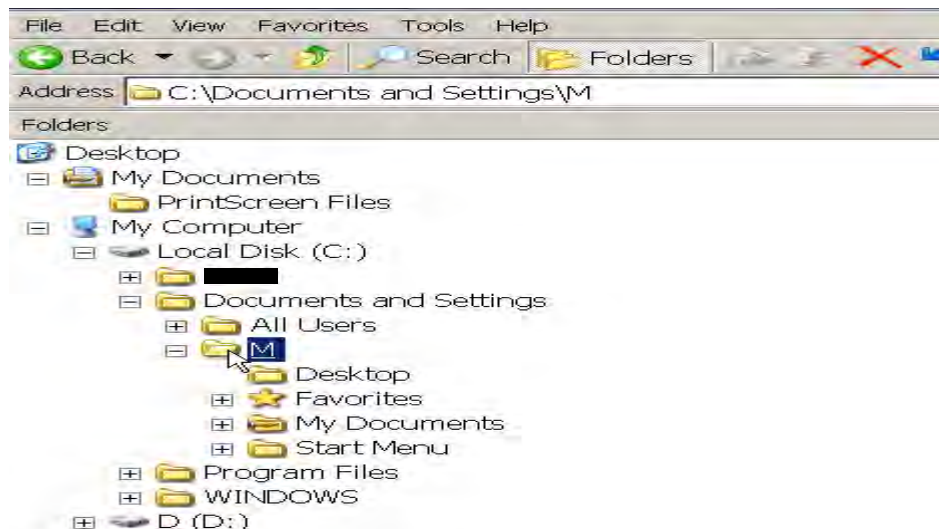 File Edit View Favorites Tools Help
Back Search Folders
Address C:\Documents and Settings\M
Folders
Desktop
My Documents
PrintScreen Files
My Computer
Local Disk (C:)
Documents and Settings
All Users
M
Desktop
Favorites
My Documents
Start Menu
Program Files
WINDOWS
D (D:)